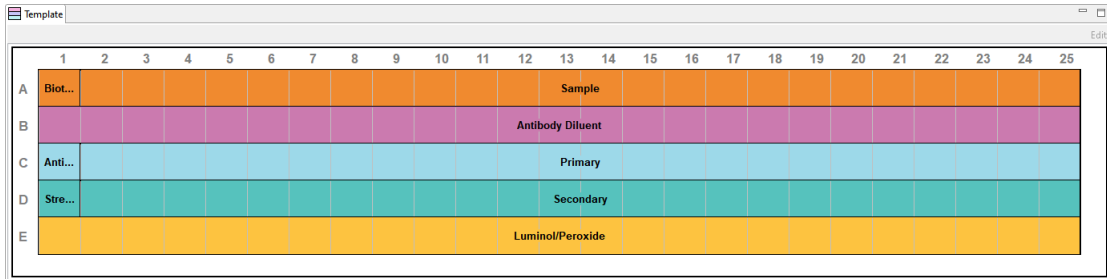 Template
Edit
1 2 3 4 5 6 7 8 9 10 11 12 13 14 15 16 17 18 19 20 21 22 23 24 25
A Biot... Sample
B Antibody Diluent
C Anti... Primary
D Stre... Secondary
E Luminol/Peroxide